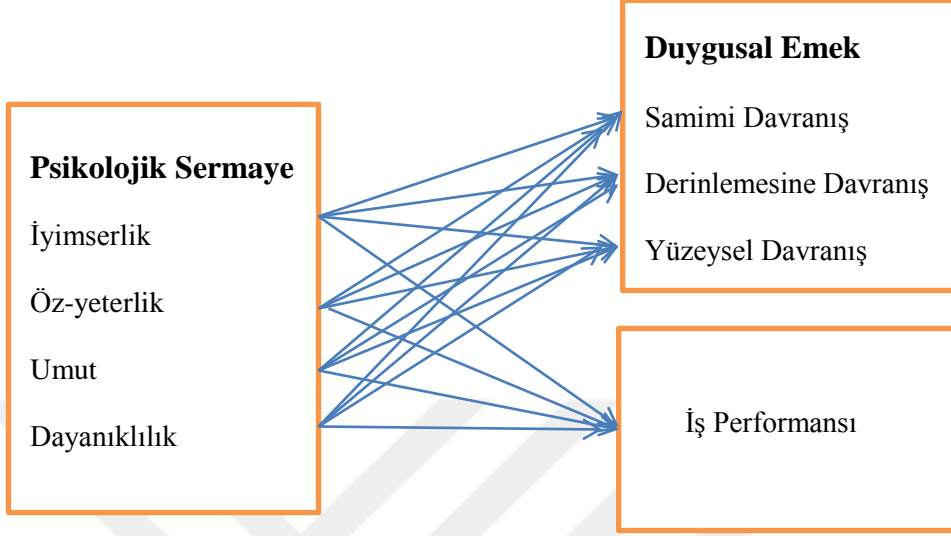 Psikolojik Sermaye
İyimserlik
Öz-yeterlik
Umut
Dayanıklılık
Duygusal Emek
Samimi Davranış
Derinlemesine Davranış
Yüzeysel Davranış
İş Performansı